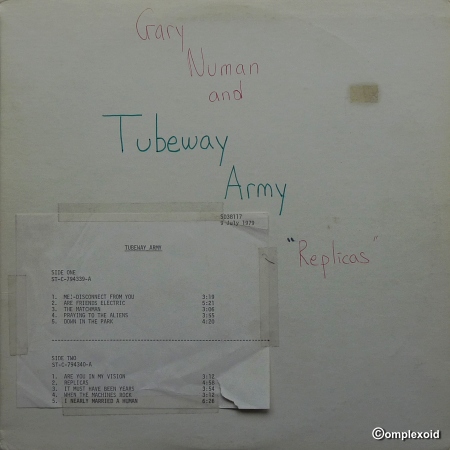 Gary
Numan
and
Tubeway
Army
"Replicas"
SD38117
9 July 1979
TUBEWAY ARMY
SIDE ONE
ST-C-794339-A
1. ME!-DISCONNECT FROM YOU 3:19
2. ARE FRIENDS ELECTRIC 5:21
3. THE MATCHMAN 3:06
4. PRAYING TO THE ALIENS 3:55
5. DOWN IN THE PARK 4:20
SIDE TWO
ST-C-794340-A
1. ARE YOU IN MY VISION 3:12
2. REPLICAS 4:56
3. IT MUST HAVE BEEN YEARS 3:54
4. WHEN THE MACHINES ROCK 3:12
5. I NEARLY MARRIED A HUMAN 6:26
©omplexoid